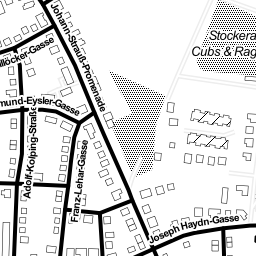 Johann-Strauß-Promenade
Stockera
Cubs & Rag
llöcker-Gasse
mund-Eysler-Gasse
Adolf-Kolping-Straße
Franz-Lehar-Gasse
Joseph Haydn-Gasse